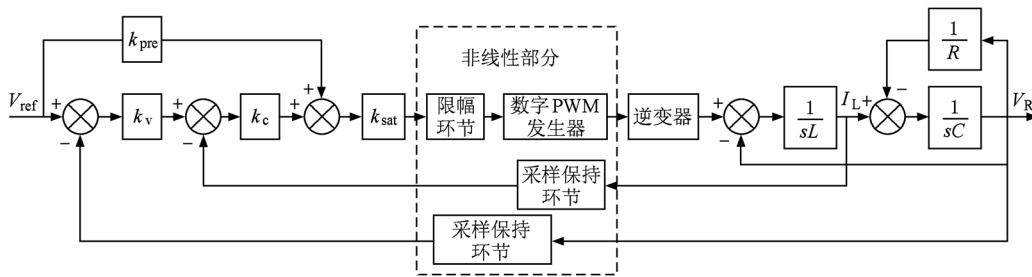 k_pre
非线性部分
1
R
V_ref
+
−
k_v
+
−
k_c
+
+
k_sat
限幅
环节
数字PWM
发生器
逆变器
+
−
1
sL
I_L
+
−
1
sC
V_R
采样保持
环节
采样保持
环节